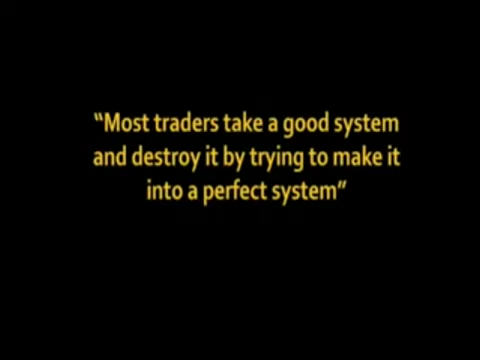 “Most traders take a good system
and destroy it by trying to make it
into a perfect system”